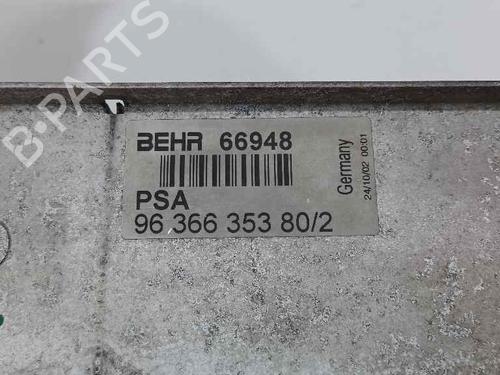 B-PARTS
BEHR 66948
PSA
96 366 353 80/2
Germany
24/10/02 00:01